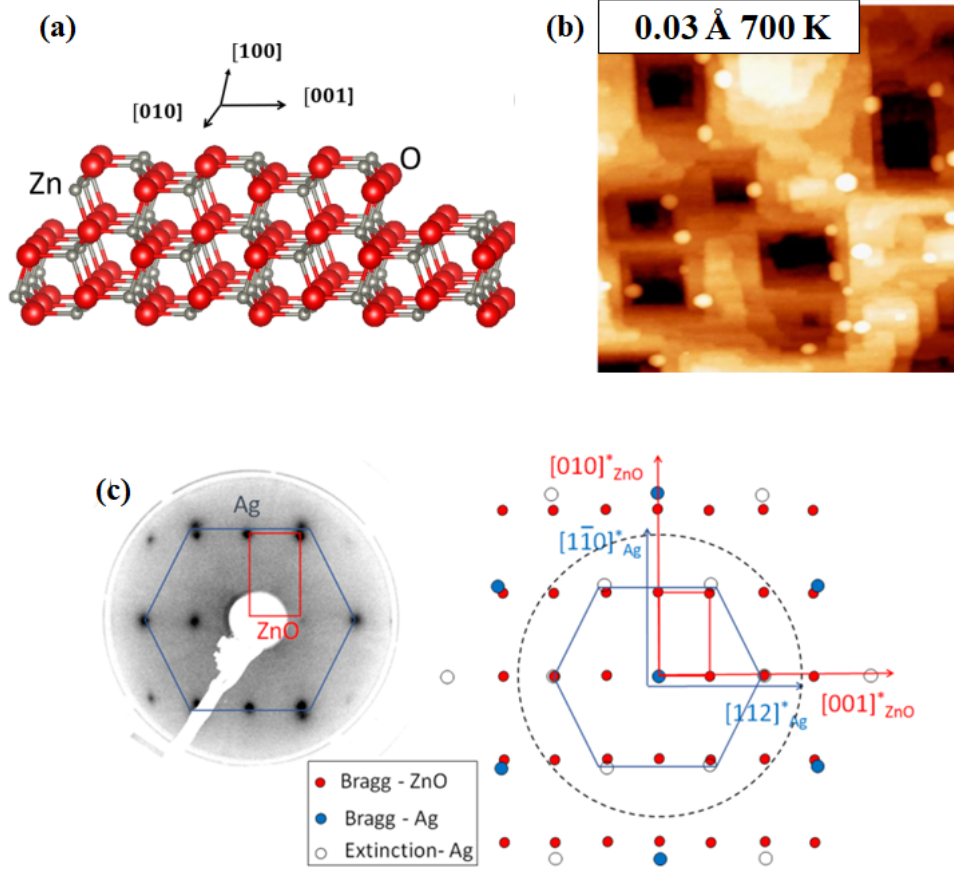 (a)
[100]
[010]
[001]
Zn
O
(b)
0.03 Å 700 K
(c)
Ag
ZnO
[010]*ZnO
[11̅0]*Ag
[112]*Ag
[001]*ZnO
Bragg - ZnO
Bragg - Ag
Extinction- Ag